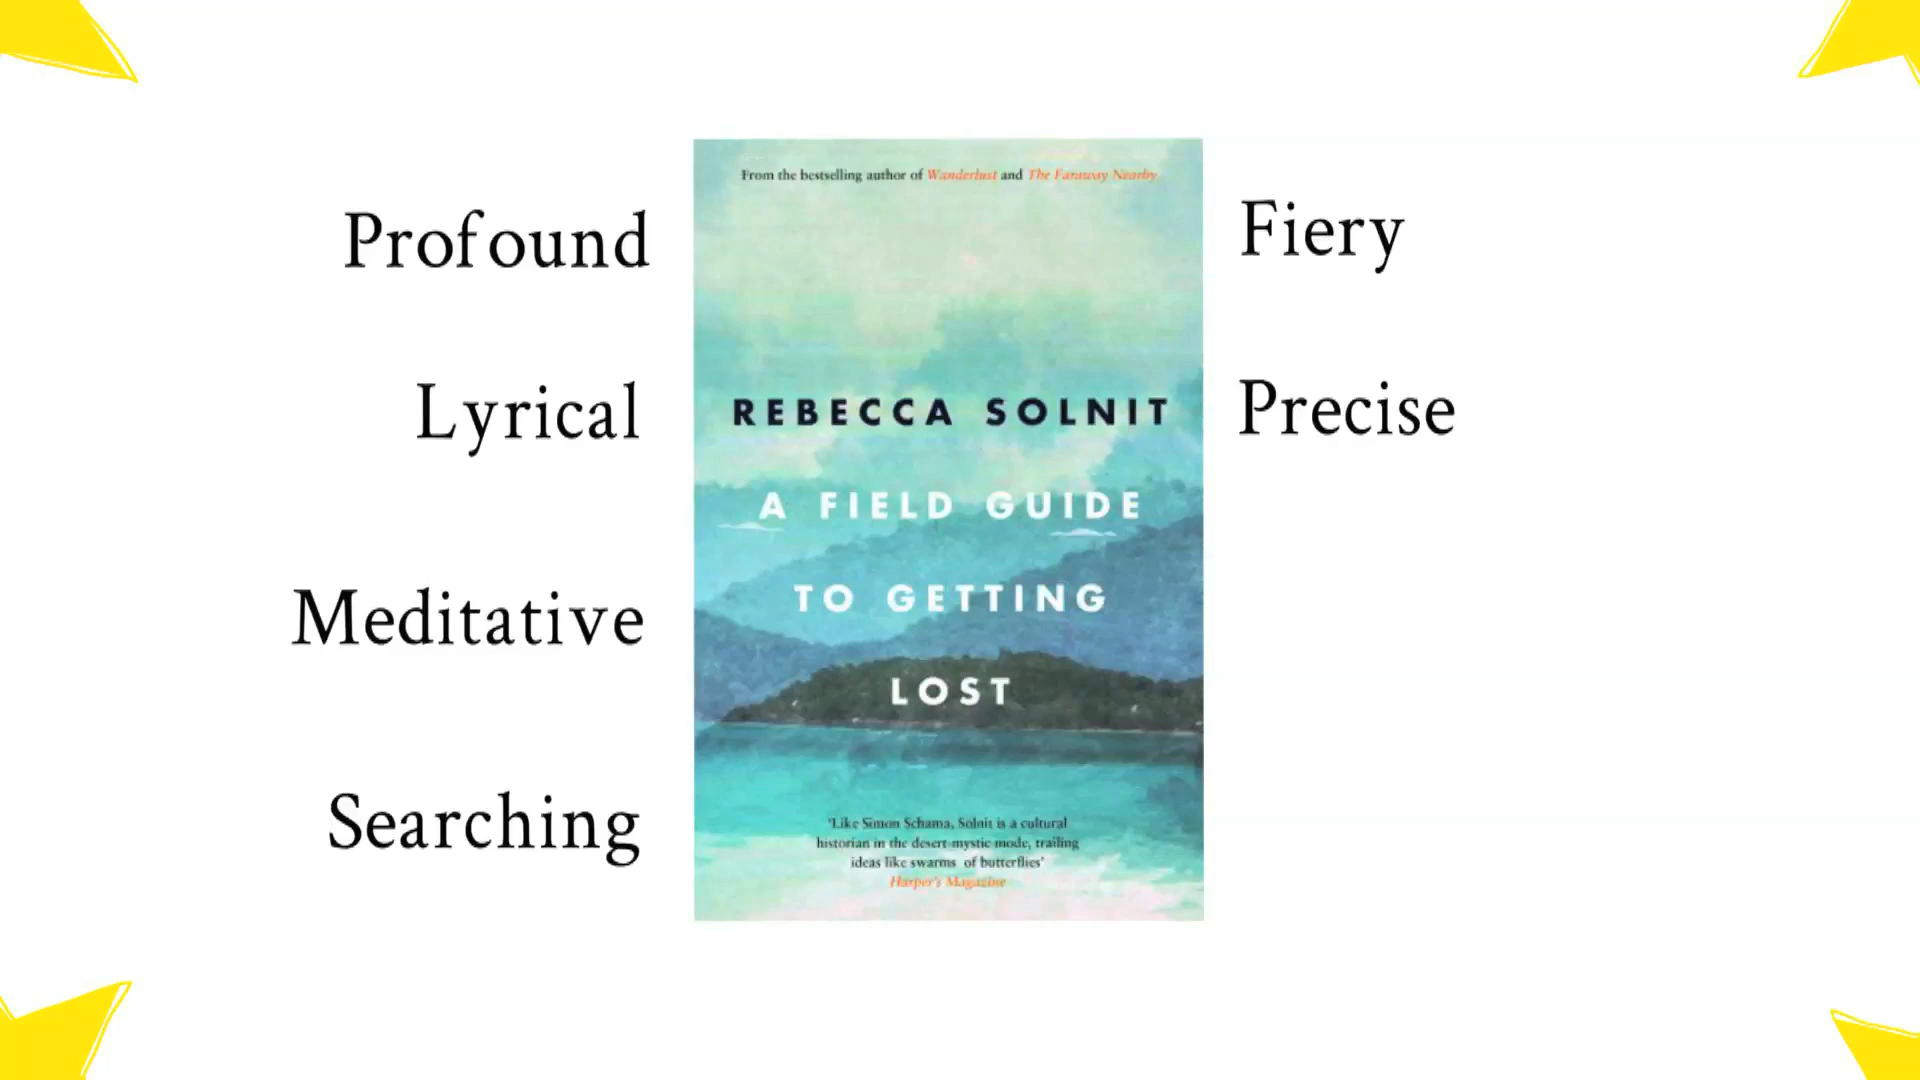 Profound
Lyrical
Meditative
Searching
From the bestselling author of Wanderlust and The Faraway Nearby
REBECCA SOLNIT
A FIELD GUIDE
TO GETTING
LOST
'Like Simon Schama, Solnit is a cultural
historian in the desert-mystic mode, trailing
ideas like swarms of butterflies'
Harper's Magazine
Fiery
Precise